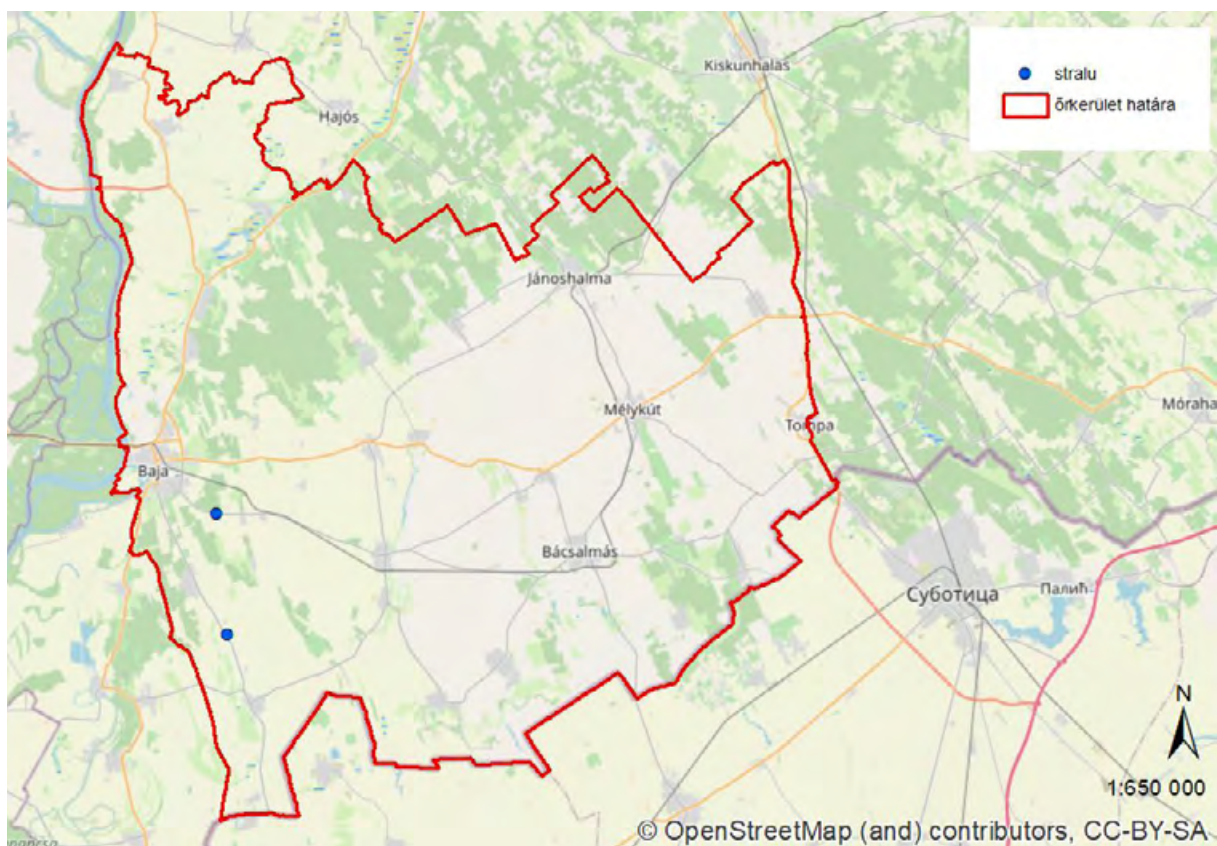 Kiskunhalas
stralu
őrkerület határa
Hajós
Jánoshalma
Mélykút
Móraha
Tompa
Baja
Bácsalmás
Суботица
Палић
N
1:650 000
© OpenStreetMap (and) contributors, CC-BY-SA